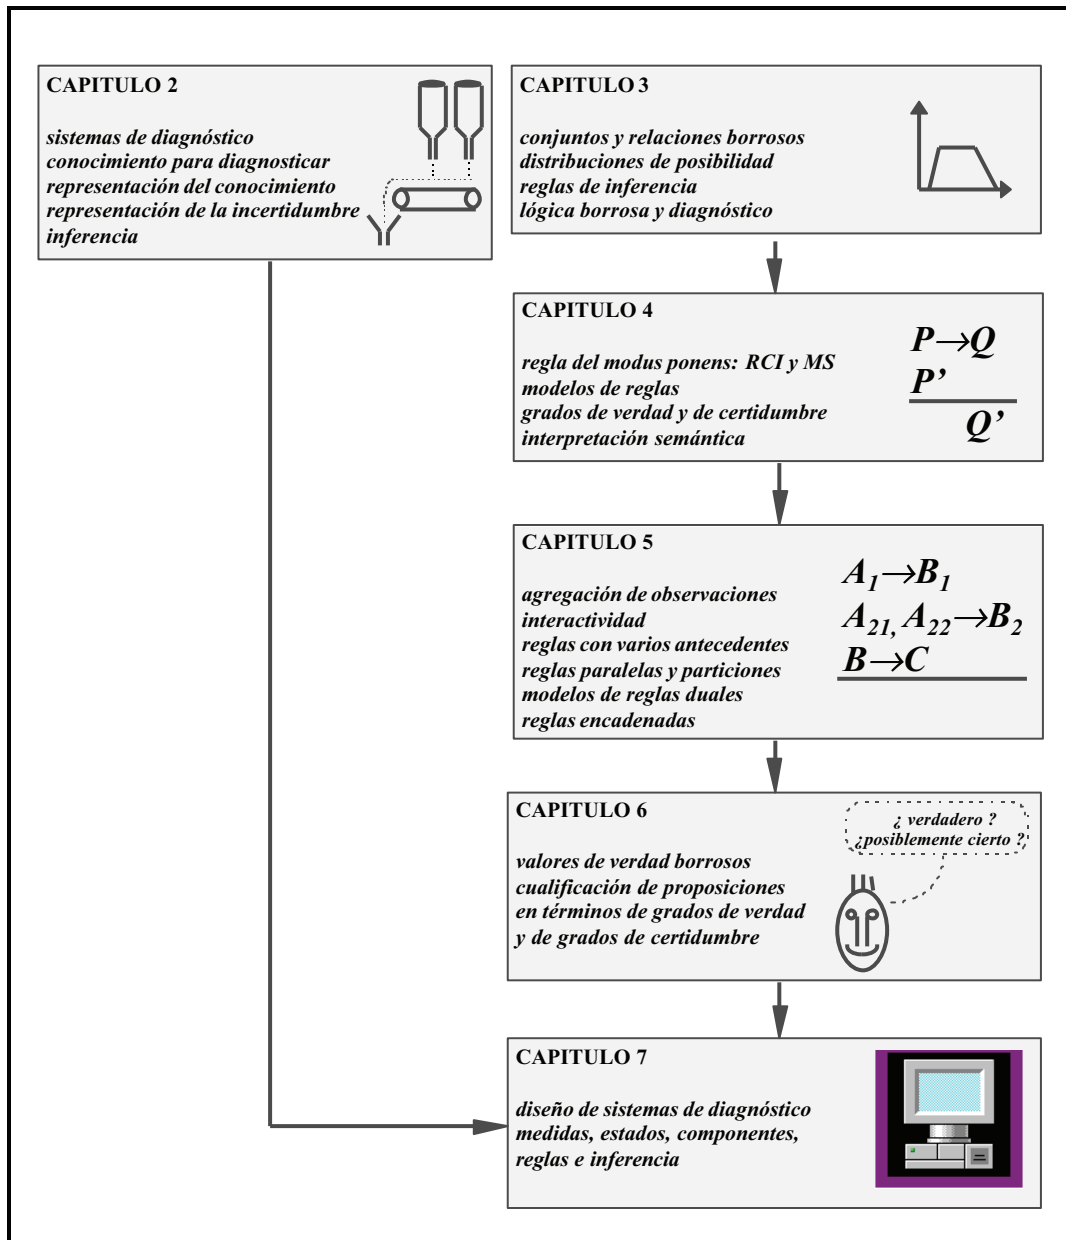 CAPITULO 2
sistemas de diagnóstico
conocimiento para diagnosticar
representación del conocimiento
representación de la incertidumbre
inferencia
CAPITULO 3
conjuntos y relaciones borrosos
distribuciones de posibilidad
reglas de inferencia
lógica borrosa y diagnóstico
CAPITULO 4
regla del modus ponens: RCI y MS
modelos de reglas
grados de verdad y de certidumbre
interpretación semántica
P→Q
P’
Q’
CAPITULO 5
agregación de observaciones
interactividad
reglas con varios antecedentes
reglas paralelas y particiones
modelos de reglas duales
reglas encadenadas
A1→B1
A21, A22→B2
B→C
CAPITULO 6
valores de verdad borrosos
cualificación de proposiciones
en términos de grados de verdad
y de grados de certidumbre
¿ verdadero ?
¿posiblemente cierto ?
CAPITULO 7
diseño de sistemas de diagnóstico
medidas, estados, componentes,
reglas e inferencia